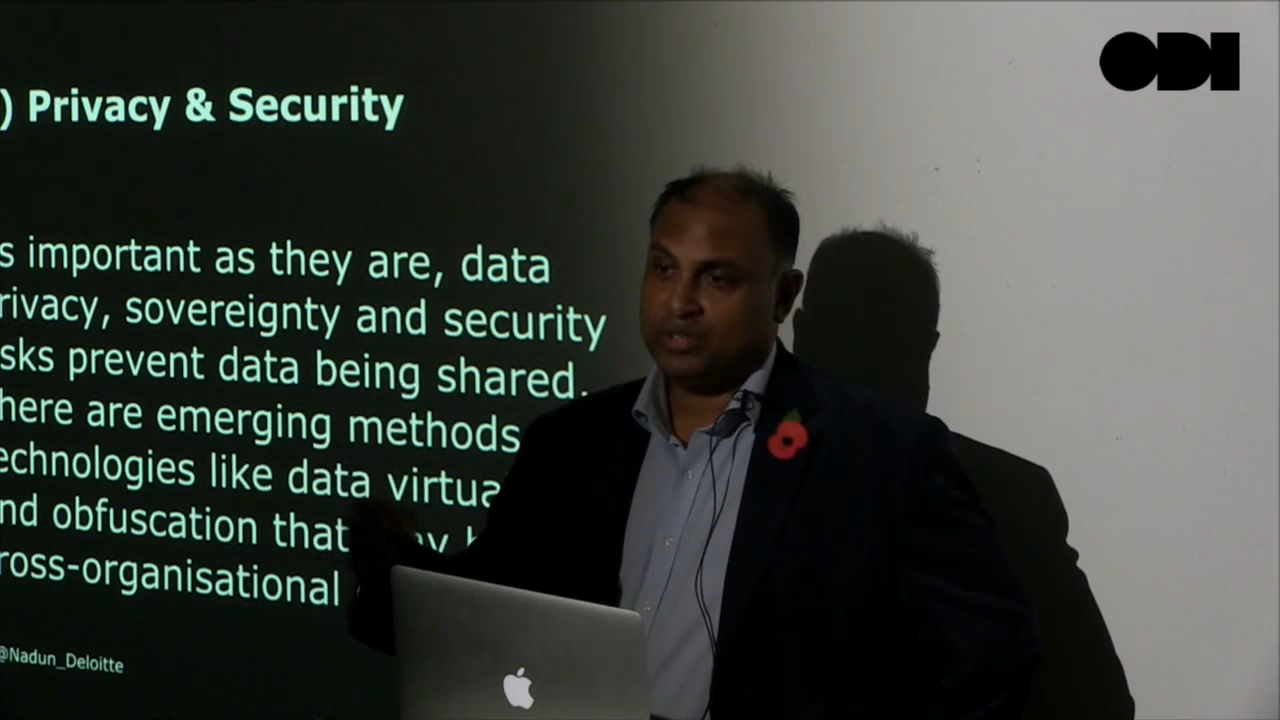 ODI
) Privacy & Security
s important as they are, data
rivacy, sovereignty and security
sks prevent data being shared.
here are emerging methods
echnologies like data virtua
nd obfuscation that
ross-organisational
@Nadun_Deloitte